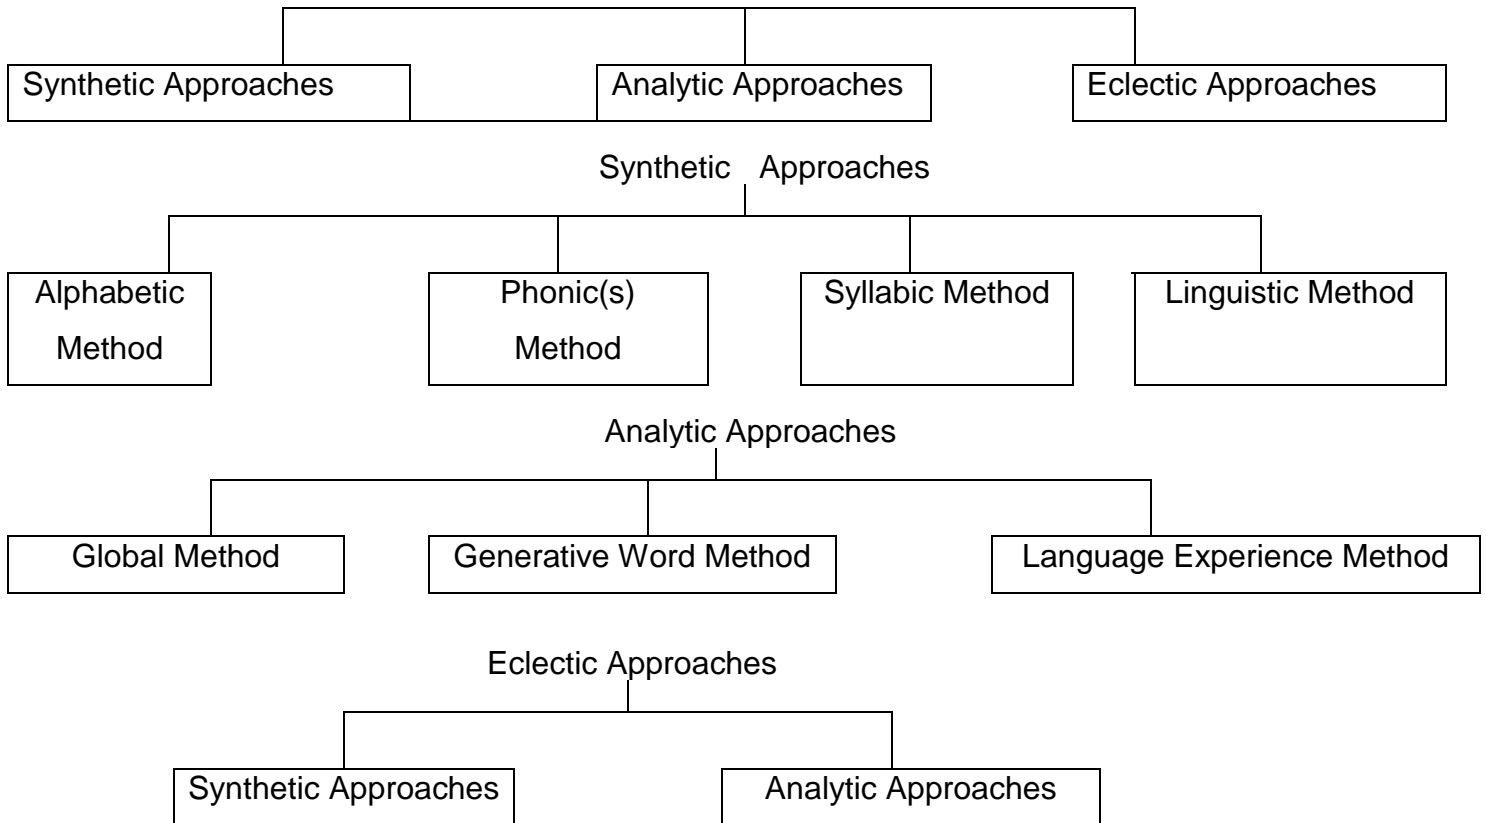 Synthetic Approaches Analytic Approaches Eclectic Approaches
Synthetic Approaches
Alphabetic Method
Phonic(s) Method
Syllabic Method
Linguistic Method
Analytic Approaches
Global Method Generative Word Method Language Experience Method
Eclectic Approaches
Synthetic Approaches Analytic Approaches